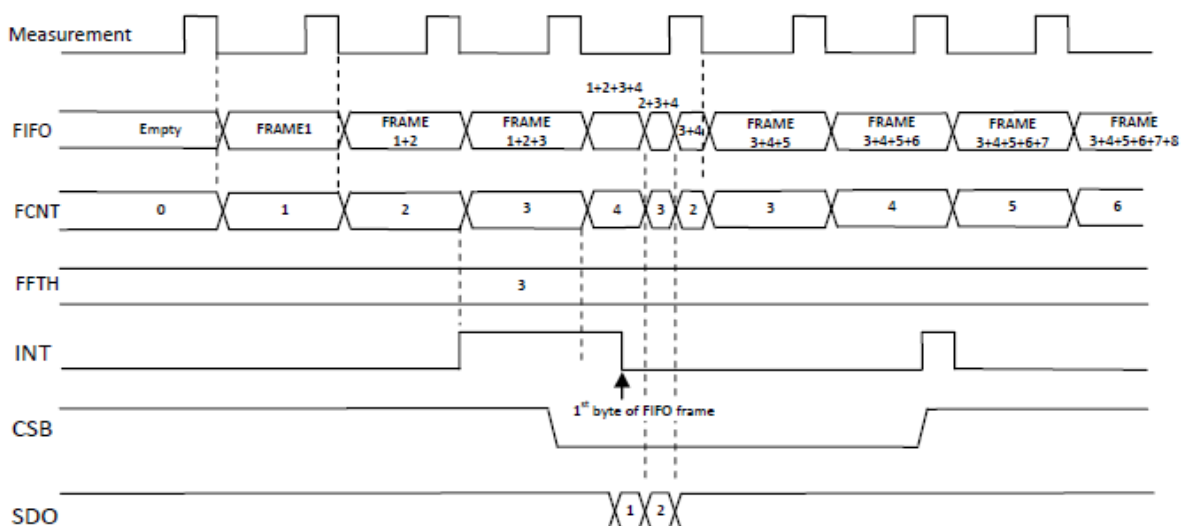 Measurement
1+2+3+4
2+3+4
FIFO
Empty
FRAME1
FRAME
1+2
FRAME
1+2+3
3+4
FRAME
3+4+5
FRAME
3+4+5+6
FRAME
3+4+5+6+7
FRAME
3+4+5+6+7+8
FCNT
0
1
2
3
4
3
2
3
4
5
6
FFTH
3
INT
1st byte of FIFO frame
CSB
SDO
1
2